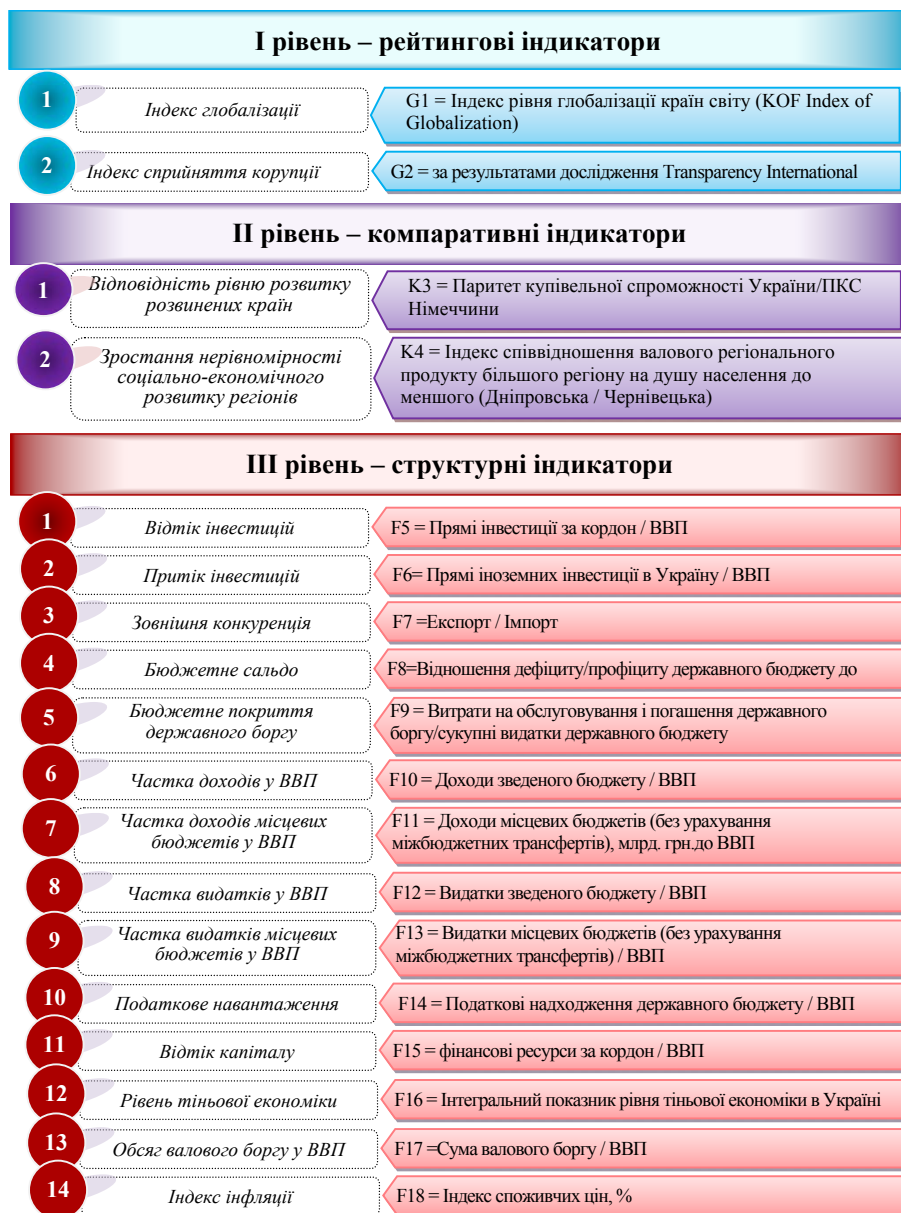 І рівень – рейтингові індикатори
1
Індекс глобалізації
G1 = Індекс рівня глобалізації країн світу (KOF Index of
Globalization)
2
Індекс сприйняття корупції
G2 = за результатами дослідження Transparency International
ІІ рівень – компаративні індикатори
1
Відповідність рівню розвитку
розвинених країн
К3 = Паритет купівельної спроможності України/ПКС
Німеччини
2
Зростання нерівномірності
соціально-економічного
розвитку регіонів
К4 = Індекс співвідношення валового регіонального
продукту більшого регіону на душу населення до
меншого (Дніпровська / Чернівецька)
ІІІ рівень – структурні індикатори
1
Відтік інвестицій
F5 = Прямі інвестиції за кордон / ВВП
2
Притік інвестицій
F6= Прямі іноземних інвестиції в Україну / ВВП
3
Зовнішня конкуренція
F7 =Експорт / Імпорт
4
Бюджетне сальдо
F8=Відношення дефіциту/профіциту державного бюджету до
5
Бюджетне покриття
державного боргу
F9 = Витрати на обслуговування і погашення державного
боргу/сукупні видатки державного бюджету
6
Частка доходів у ВВП
F10 = Доходи зведеного бюджету / ВВП
7
Частка доходів місцевих
бюджетів у ВВП
F11 = Доходи місцевих бюджетів (без урахування
міжбюджетних трансфертів), млрд. грн.до ВВП
8
Частка видатків у ВВП
F12 = Видатки зведеного бюджету / ВВП
9
Частка видатків місцевих
бюджетів у ВВП
F13 = Видатки місцевих бюджетів (без урахування
міжбюджетних трансфертів) / ВВП
10
Податкове навантаження
F14 = Податкові надходження державного бюджету / ВВП
11
Відтік капіталу
F15 = фінансові ресурси за кордон / ВВП
12
Рівень тіньової економіки
F16 = Інтегральний показник рівня тіньової економіки в Україні
13
Обсяг валового боргу у ВВП
F17 =Сума валового боргу / ВВП
14
Індекс інфляції
F18 = Індекс споживчих цін, %